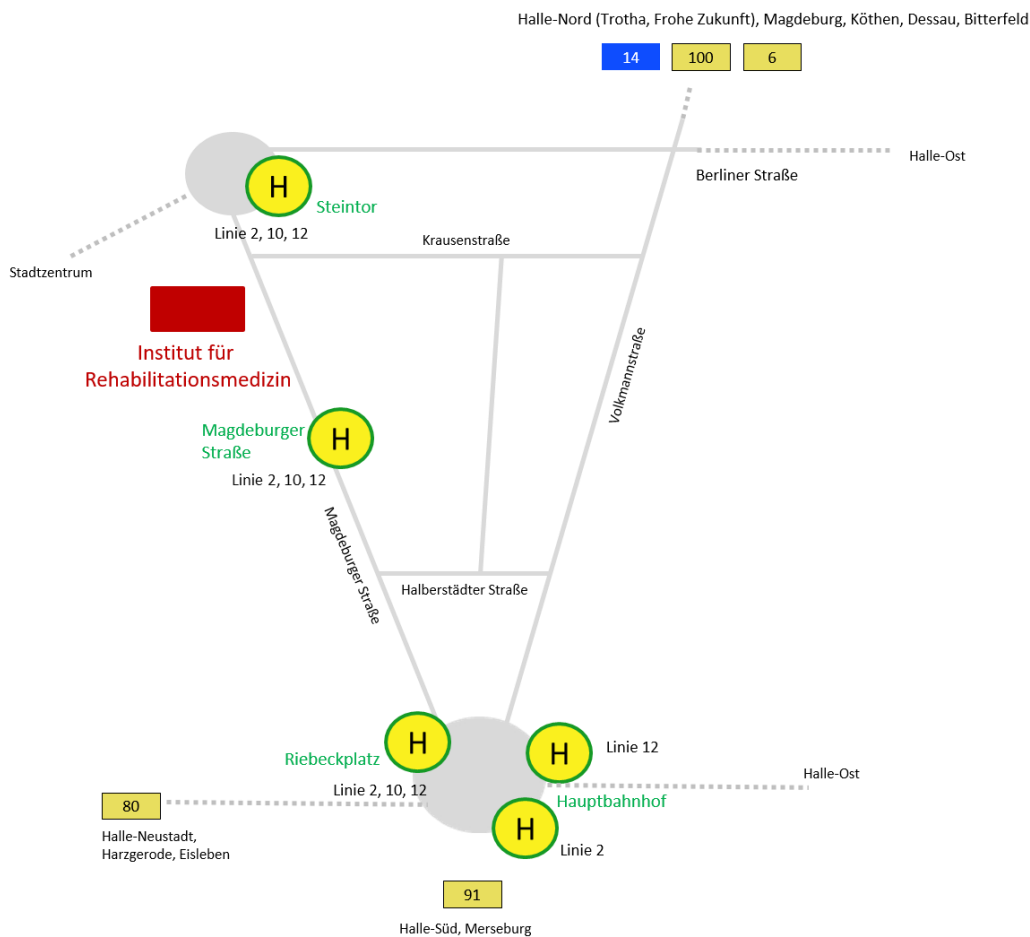 Halle-Nord (Trotha, Frohe Zukunft), Magdeburg, Köthen, Dessau, Bitterfeld
14
100
6
Halle-Ost
Berliner Straße
H
Steintor
Linie 2, 10, 12
Krausenstraße
Stadtzentrum
Institut für
Rehabilitationsmedizin
Volkmannstraße
Magdeburger
Straße
H
Linie 2, 10, 12
Magdeburger Straße
Halberstädter Straße
H
Riebeckplatz
Linie 2, 10, 12
H
Linie 12
Hauptbahnhof
Halle-Ost
H
Linie 2
80
Halle-Neustadt,
Harzgerode, Eisleben
91
Halle-Süd, Merseburg